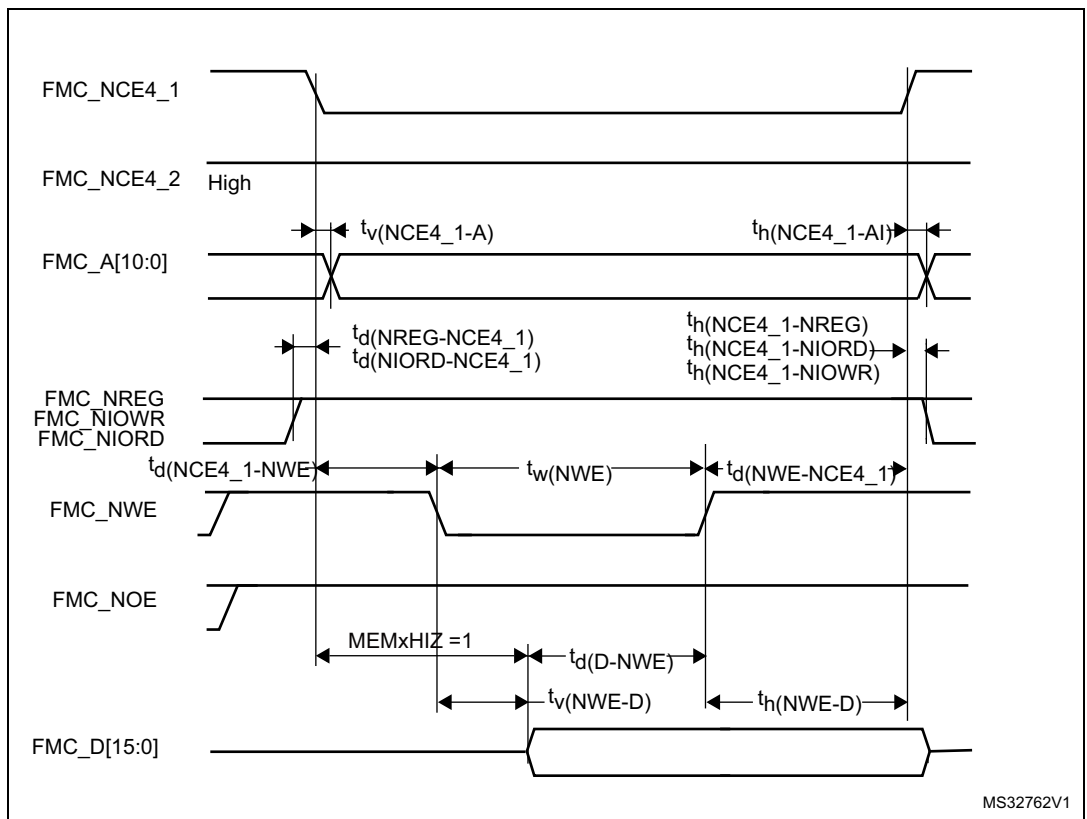 FMC_NCE4_1
FMC_NCE4_2 High
tv(NCE4_1-A)
th(NCE4_1-AI)
FMC_A[10:0]
td(NREG-NCE4_1)
td(NIORD-NCE4_1)
th(NCE4_1-NREG)
th(NCE4_1-NIORD)
th(NCE4_1-NIOWR)
FMC_NREG
FMC_NIOWR
FMC_NIORD
td(NCE4_1-NWE)
tw(NWE)
td(NWE-NCE4_1)
FMC_NWE
FMC_NOE
MEMxHIZ =1
td(D-NWE)
tv(NWE-D)
th(NWE-D)
FMC_D[15:0]
MS32762V1